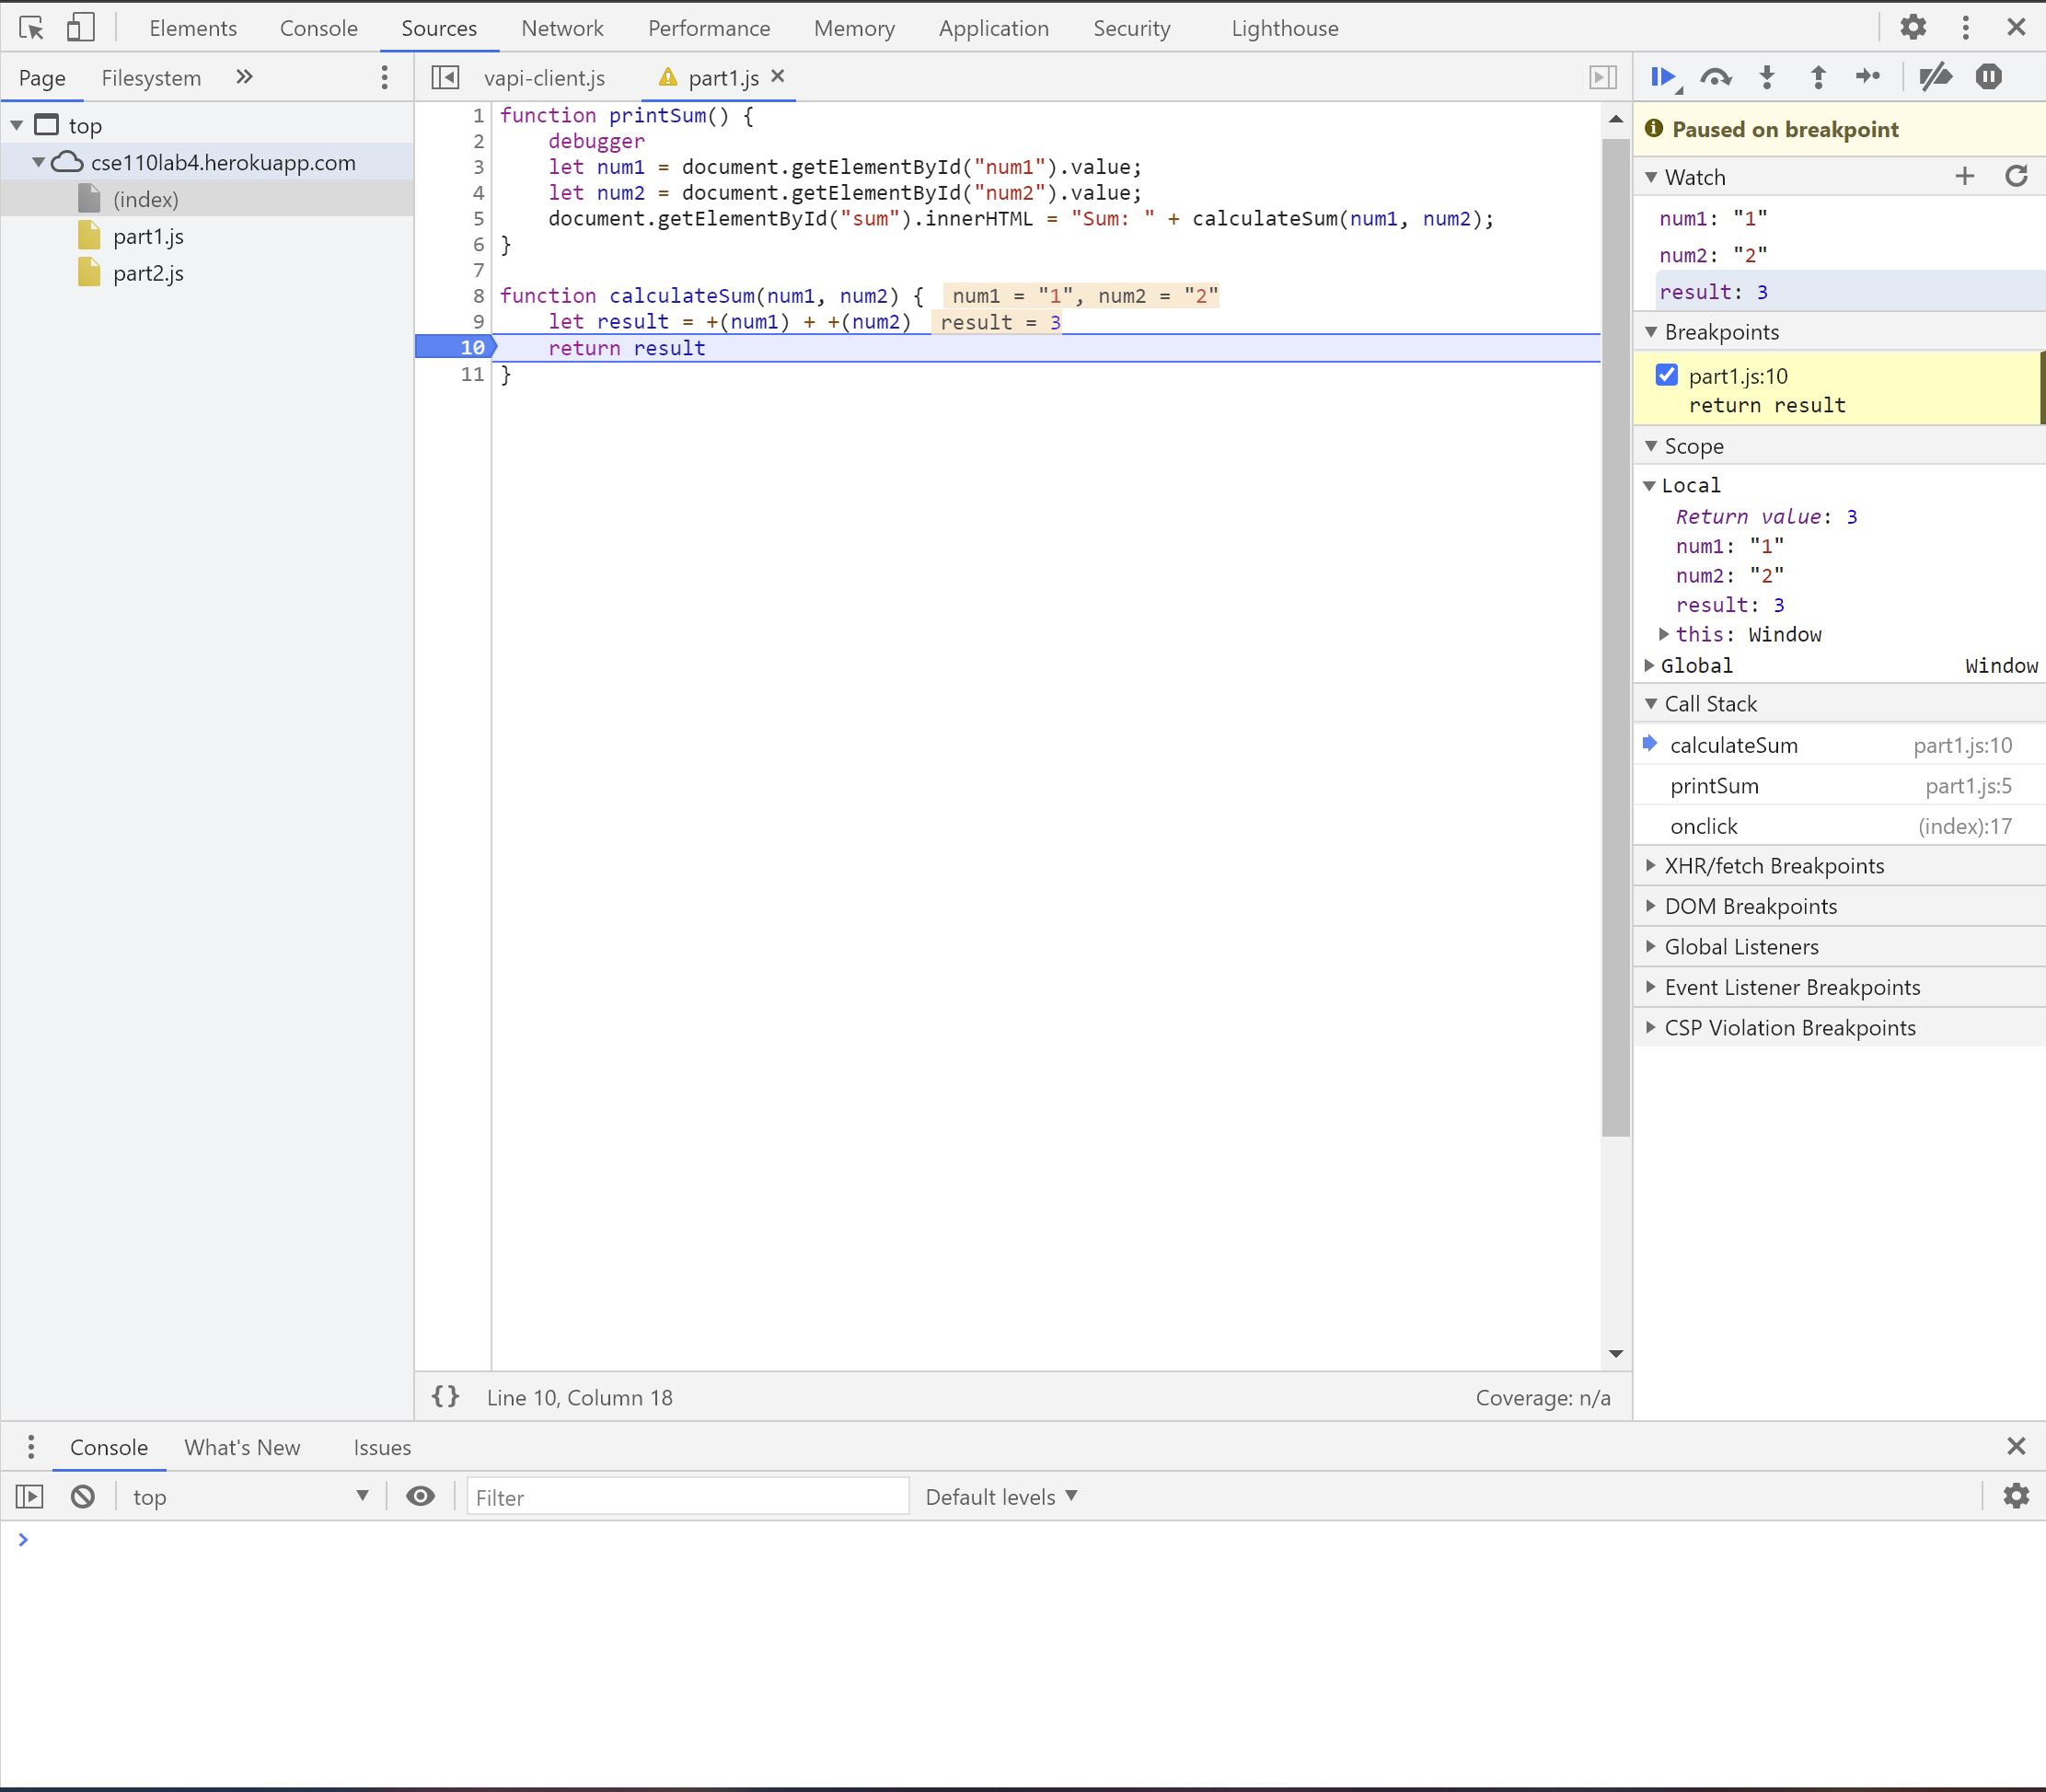 Elements Console Sources Network Performance Memory Application Security Lighthouse
Page Filesystem
vapi-client.js part1.js
top
cse110lab4.herokuapp.com
(index)
part1.js
part2.js
1 function printSum() {
2     debugger
3     let num1 = document.getElementById("num1").value;
4     let num2 = document.getElementById("num2").value;
5     document.getElementById("sum").innerHTML = "Sum: " + calculateSum(num1, num2);
6 }
7
8 function calculateSum(num1, num2) { num1 = "1", num2 = "2"
9     let result = +(num1) + +(num2) result = 3
10     return result
11 }
{} Line 10, Column 18 Coverage: n/a
Paused on breakpoint
Watch
num1: "1"
num2: "2"
result: 3
Breakpoints
part1.js:10
return result
Scope
Local
Return value: 3
num1: "1"
num2: "2"
result: 3
this: Window
Global Window
Call Stack
calculateSum part1.js:10
printSum part1.js:5
onclick (index):17
XHR/fetch Breakpoints
DOM Breakpoints
Global Listeners
Event Listener Breakpoints
CSP Violation Breakpoints
Console What's New Issues
top Filter Default levels